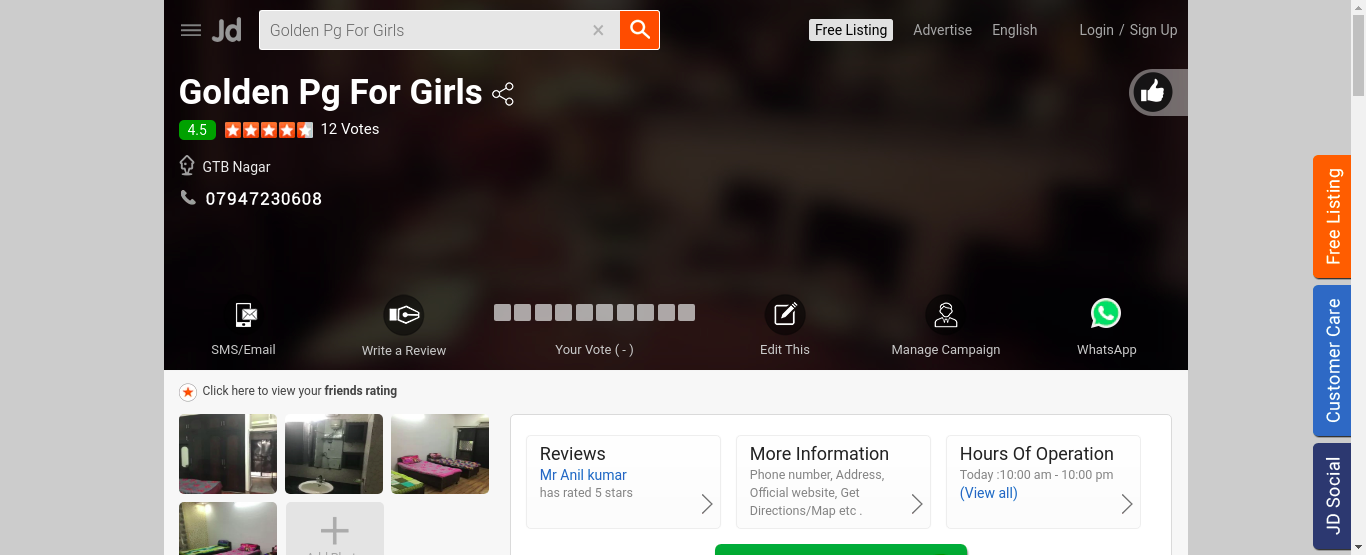 Jd
Golden Pg For Girls
Free Listing
Advertise
English
Login / Sign Up
Golden Pg For Girls
4.5
12 Votes
GTB Nagar
07947230608
SMS/Email
Write a Review
Your Vote ( - )
Edit This
Manage Campaign
WhatsApp
Click here to view your friends rating
Reviews
Mr Anil kumar
has rated 5 stars
More Information
Phone number, Address,
Official website, Get
Directions/Map etc .
Hours Of Operation
Today :10:00 am - 10:00 pm
(View all)
Free Listing
Customer Care
JD Social